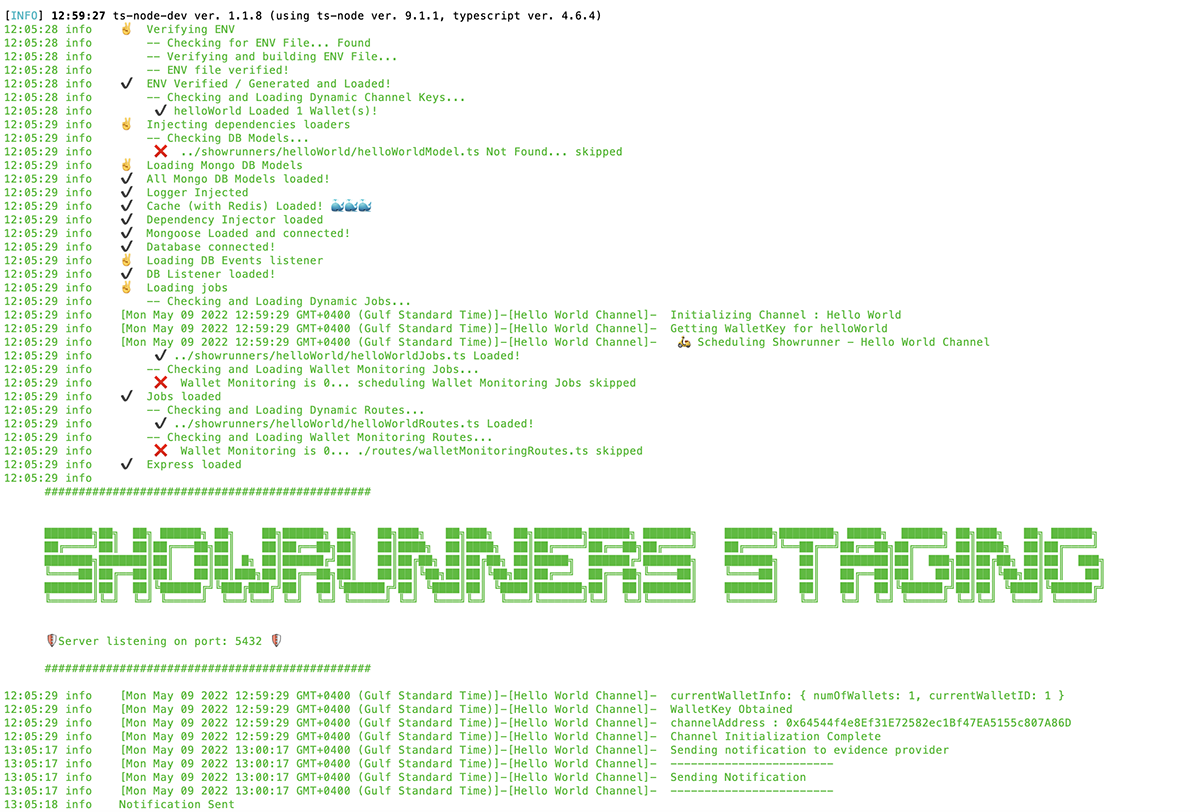 [INFO] 12:59:27 ts-node-dev ver. 1.1.8 (using ts-node ver. 9.1.1, typescript ver. 4.6.4)
12:05:28 info ✌️ Verifying ENV
12:05:28 info -- Checking for ENV File... Found
12:05:28 info -- Verifying and building ENV File...
12:05:28 info -- ENV file verified!
12:05:28 info ✔️ ENV Verified / Generated and Loaded!
12:05:28 info -- Checking and Loading Dynamic Channel Keys...
12:05:28 info ✔️ helloWorld Loaded 1 Wallet(s)!
12:05:29 info ✌️ Injecting dependencies loaders
12:05:29 info -- Checking DB Models...
12:05:29 info ❌ ../showrunners/helloWorld/helloWorldModel.ts Not Found... skipped
12:05:29 info ✌️ Loading Mongo DB Models
12:05:29 info ✔️ All Mongo DB Models loaded!
12:05:29 info ✔️ Logger Injected
12:05:29 info ✔️ Cache (with Redis) Loaded! 🐳🐳🐳
12:05:29 info ✔️ Dependency Injector loaded
12:05:29 info ✔️ Mongoose Loaded and connected!
12:05:29 info ✔️ Database connected!
12:05:29 info ✌️ Loading DB Events listener
12:05:29 info ✔️ DB Listener loaded!
12:05:29 info ✌️ Loading jobs
12:05:29 info -- Checking and Loading Dynamic Jobs...
12:05:29 info [Mon May 09 2022 12:59:29 GMT+0400 (Gulf Standard Time)]-[Hello World Channel]- Initializing Channel : Hello World
12:05:29 info [Mon May 09 2022 12:59:29 GMT+0400 (Gulf Standard Time)]-[Hello World Channel]- Getting WalletKey for helloWorld
12:05:29 info [Mon May 09 2022 12:59:29 GMT+0400 (Gulf Standard Time)]-[Hello World Channel]- 🛵 Scheduling Showrunner - Hello World Channel
12:05:29 info ✔️ ../showrunners/helloWorld/helloWorldJobs.ts Loaded!
12:05:29 info -- Checking and Loading Wallet Monitoring Jobs...
12:05:29 info ❌ Wallet Monitoring is 0... scheduling Wallet Monitoring Jobs skipped
12:05:29 info ✔️ Jobs loaded
12:05:29 info -- Checking and Loading Dynamic Routes...
12:05:29 info ✔️ ../showrunners/helloWorld/helloWorldRoutes.ts Loaded!
12:05:29 info -- Checking and Loading Wallet Monitoring Routes...
12:05:29 info ❌ Wallet Monitoring is 0... ./routes/walletMonitoringRoutes.ts skipped
12:05:29 info ✔️ Express loaded
12:05:29 info
################################################
SHOWRUNNERS STAGING
🛡️Server listening on port: 5432 🛡️
################################################
12:05:29 info [Mon May 09 2022 12:59:29 GMT+0400 (Gulf Standard Time)]-[Hello World Channel]- currentWalletInfo: { numOfWallets: 1, currentWalletID: 1 }
12:05:29 info [Mon May 09 2022 12:59:29 GMT+0400 (Gulf Standard Time)]-[Hello World Channel]- WalletKey Obtained
12:05:29 info [Mon May 09 2022 12:59:29 GMT+0400 (Gulf Standard Time)]-[Hello World Channel]- channelAddress : 0x64544f4e8Ef31E72582ec1Bf47EA5155c807A86D
12:05:29 info [Mon May 09 2022 12:59:29 GMT+0400 (Gulf Standard Time)]-[Hello World Channel]- Channel Initialization Complete
13:05:17 info [Mon May 09 2022 13:00:17 GMT+0400 (Gulf Standard Time)]-[Hello World Channel]- Sending notification to evidence provider
13:05:17 info [Mon May 09 2022 13:00:17 GMT+0400 (Gulf Standard Time)]-[Hello World Channel]- ------------------------
13:05:17 info [Mon May 09 2022 13:00:17 GMT+0400 (Gulf Standard Time)]-[Hello World Channel]- Sending Notification
13:05:17 info [Mon May 09 2022 13:00:17 GMT+0400 (Gulf Standard Time)]-[Hello World Channel]- ------------------------
13:05:18 info Notification Sent